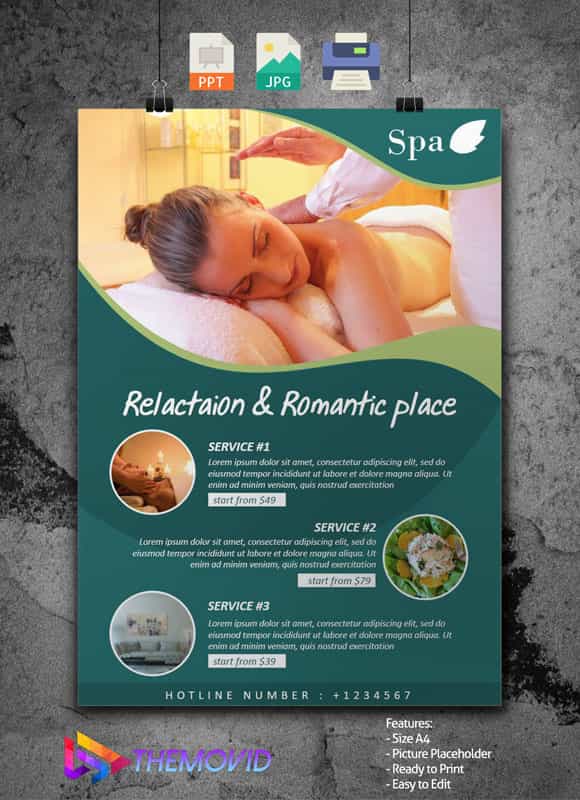 PPT
JPG
Spa
Relactaion & Romantic place
SERVICE #1
Lorem ipsum dolor sit amet, consectetur adipiscing elit, sed do
eiusmod tempor incididunt ut labore et dolore magna aliqua. Ut
enim ad minim veniam, quis nostrud exercitation
start from $49
SERVICE #2
Lorem ipsum dolor sit amet, consectetur adipiscing elit, sed do
eiusmod tempor incididunt ut labore et dolore magna aliqua. Ut
enim ad minim veniam, quis nostrud exercitation
start from $79
SERVICE #3
Lorem ipsum dolor sit amet, consectetur adipiscing elit, sed do
eiusmod tempor incididunt ut labore et dolore magna aliqua. Ut
enim ad minim veniam, quis nostrud exercitation
start from $39
HOTLINE NUMBER : +1234567
THEMOVID
Features:
- Size A4
- Picture Placeholder
- Ready to Print
- Easy to Edit